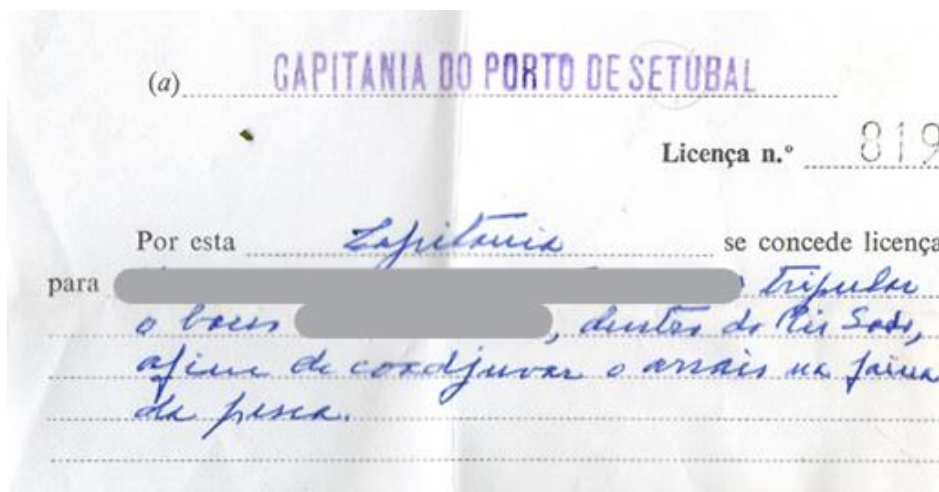 (a) CAPITANIA DO PORTO DE SETÚBAL
Licença n.º 819
Por esta Capitania se concede licença
para tripular
o barco , dentro do Rio Sado,
afim de coadjuvar o arrais na faina
da pesca.